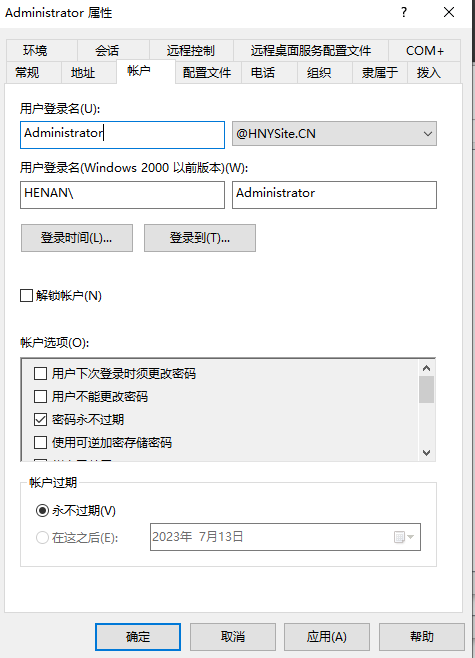 Administrator 属性
? ×
环境 会话 远程控制 远程桌面服务配置文件 COM+
常规 地址 帐户 配置文件 电话 组织 隶属于 拨入
用户登录名(U):
Administrator @HNYSite.CN
用户登录名(Windows 2000 以前版本)(W):
HENAN\ Administrator
登录时间(L)... 登录到(T)...
解锁帐户(N)
帐户选项(O):
用户下次登录时须更改密码
用户不能更改密码
密码永不过期
使用可逆加密存储密码
帐户过期
永不过期(V)
在这之后(E): 2023年 7月13日
确定 取消 应用(A) 帮助